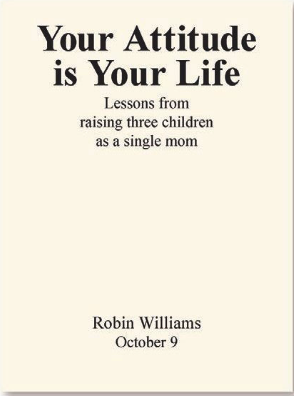 Your Attitude
is Your Life
Lessons from
raising three children
as a single mom
Robin Williams
October 9